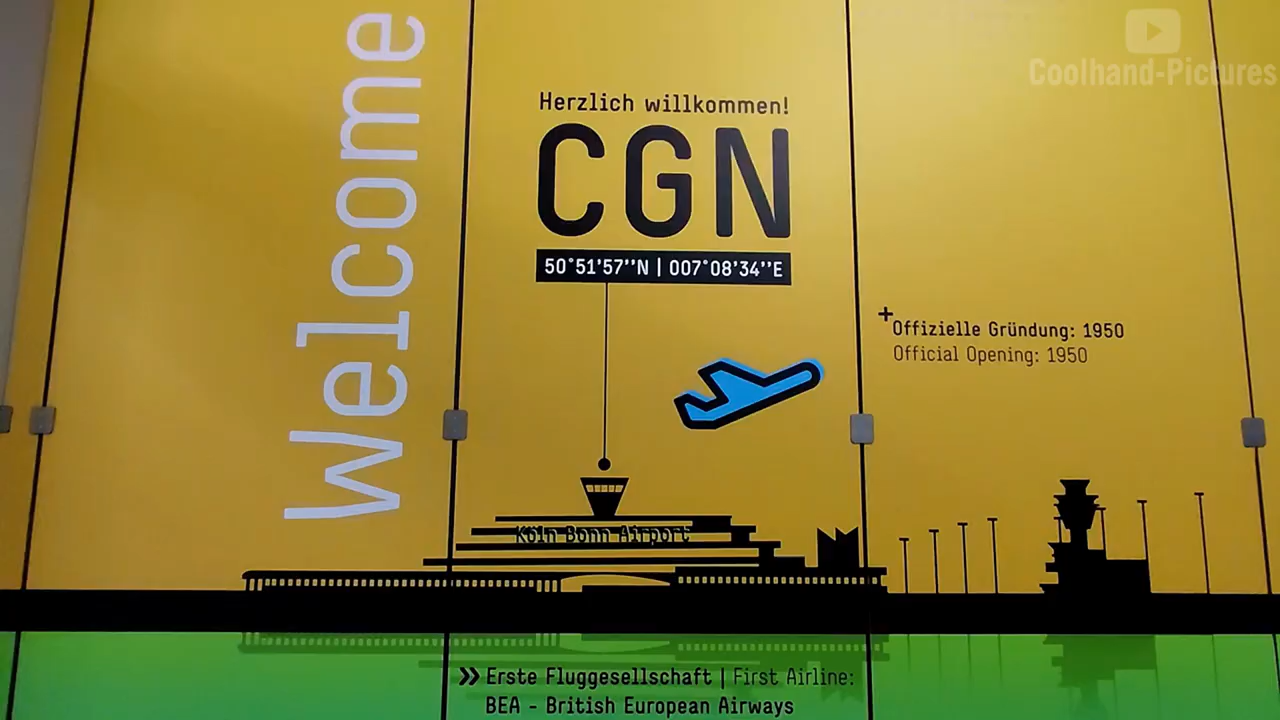 Coolhand-Pictures
Welcome
Herzlich willkommen!
CGN
50°51'57''N | 007°08'34''E
+Offizielle Gründung: 1950
Official Opening: 1950
Köln Bonn Airport
» Erste Fluggesellschaft | First Airline:
BEA - British European Airways